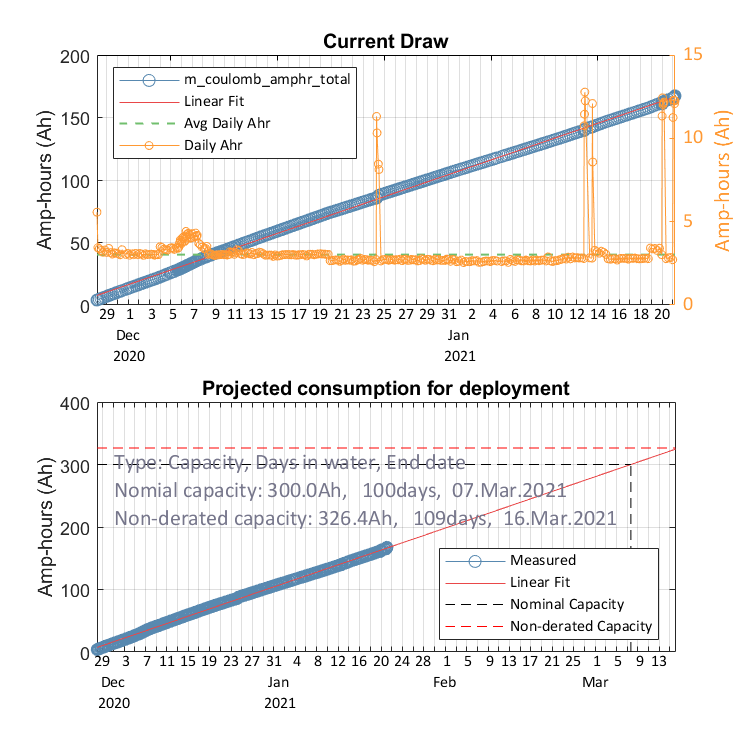 Current Draw
200
150
100
50
0
Amp-hours (Ah)
15
10
5
0
Amp-hours (Ah)
m_coulomb_amphr_total
Linear Fit
Avg Daily Ahr
Daily Ahr
29 1 3 5 7 9 11 13 15 17 19 21 23 25 27 29 31 2 4 6 8 10 12 14 16 18 20
Dec Jan
2020 2021
Projected consumption for deployment
400
300
200
100
0
Amp-hours (Ah)
Type: Capacity, Days in water, End date
Nomial capacity: 300.0Ah, 100days, 07.Mar.2021
Non-derated capacity: 326.4Ah, 109days, 16.Mar.2021
Measured
Linear Fit
Nominal Capacity
Non-derated Capacity
29 3 7 11 15 19 23 27 31 4 8 12 16 20 24 28 1 5 9 13 17 21 25 1 5 9 13
Dec Jan Feb Mar
2020 2021